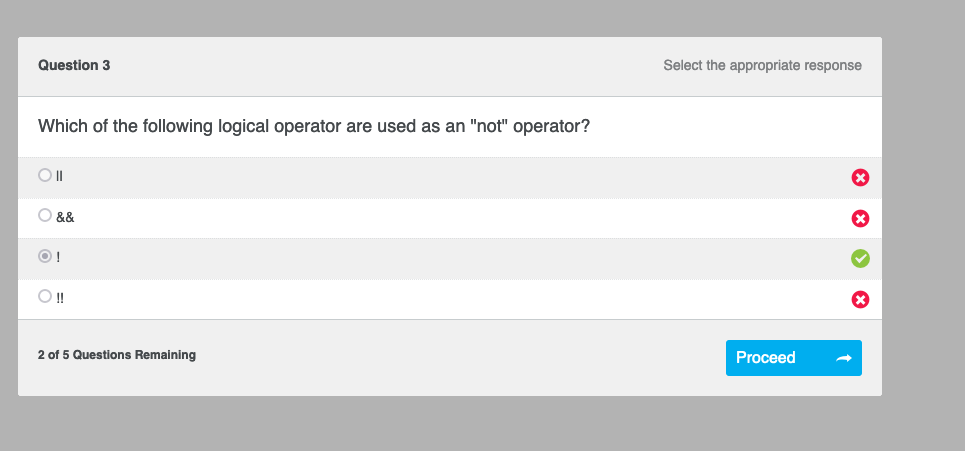 Question 3
Select the appropriate response
Which of the following logical operator are used as an "not" operator?
||
&&
!
!!
2 of 5 Questions Remaining
Proceed